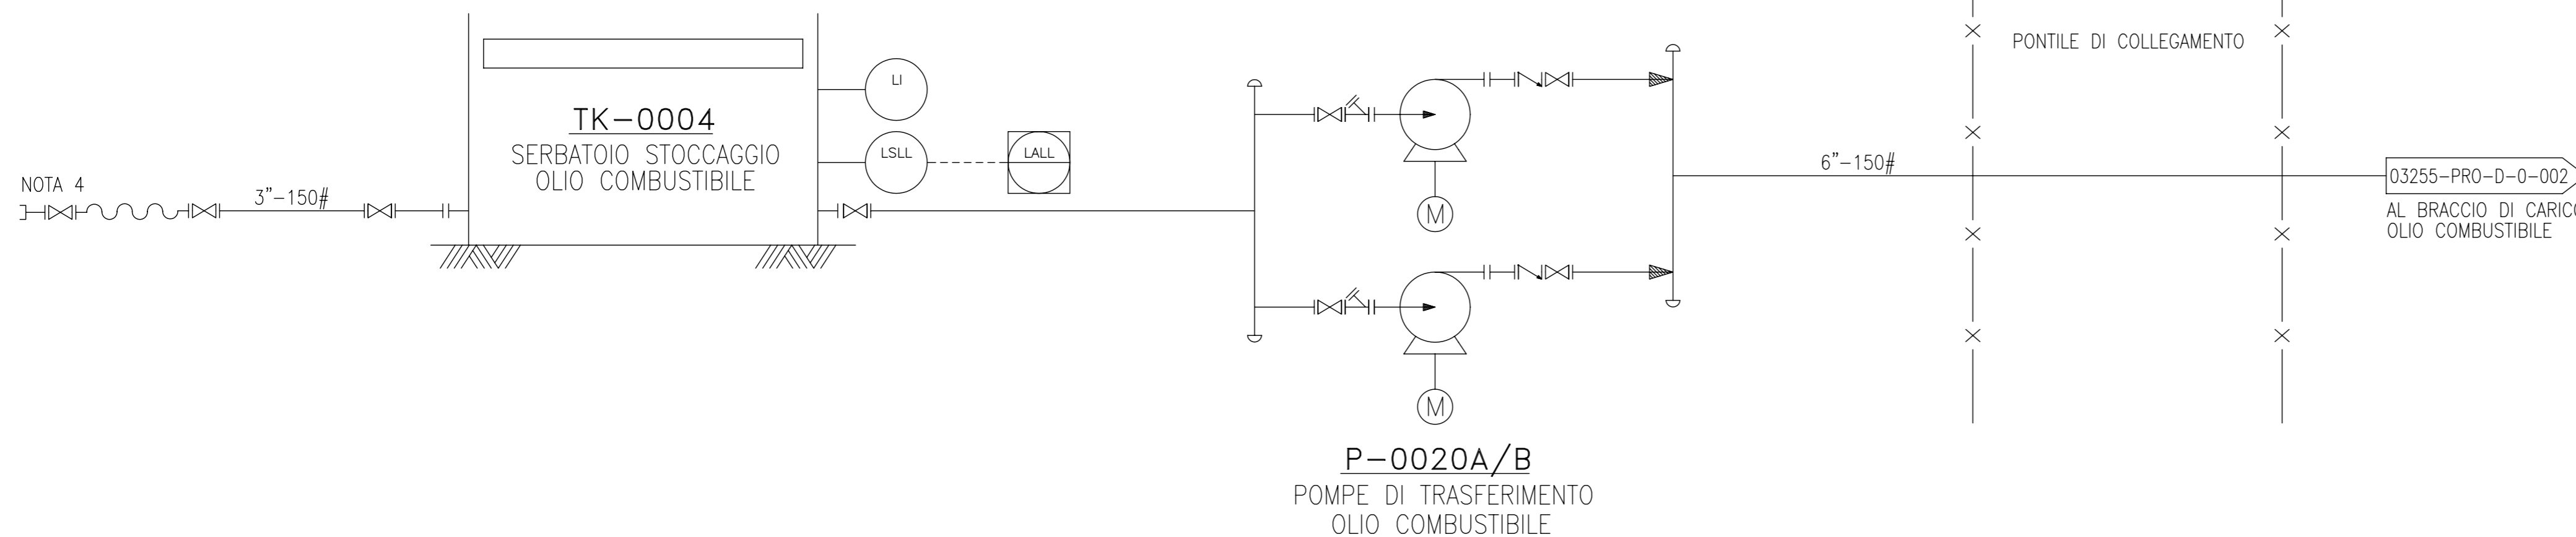 PONTILE DI COLLEGAMENTO
LI
TK-0004
SERBATOIO STOCCAGGIO
OLIO COMBUSTIBILE
LSLL
LALL
NOTA 4
3"-150#
6"-150#
03255-PRO-D-0-002
AL BRACCIO DI CARICO
OLIO COMBUSTIBILE
M
M
P-0020A/B
POMPE DI TRASFERIMENTO
OLIO COMBUSTIBILE